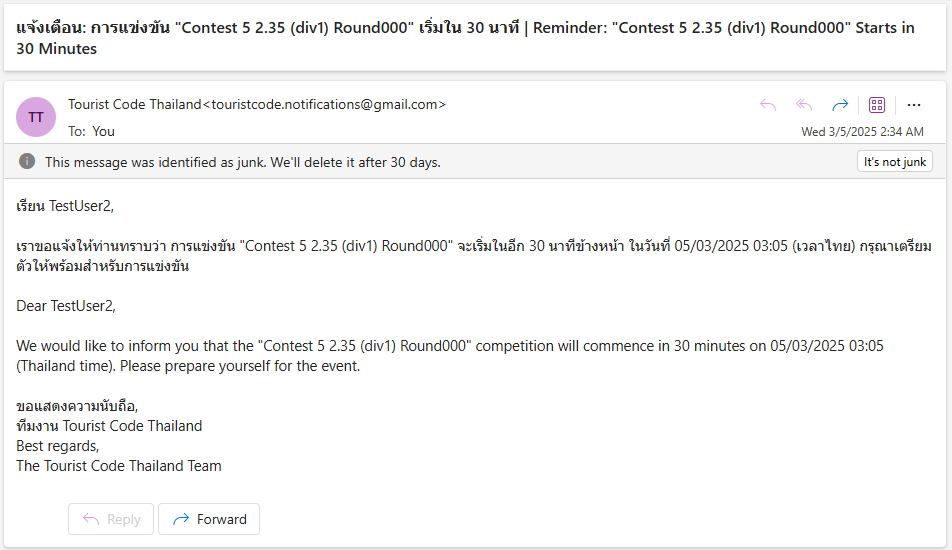 แจ้งเตือน: การแข่งขัน "Contest 5 2.35 (div1) Round000" เริ่มใน 30 นาที | Reminder: "Contest 5 2.35 (div1) Round000" Starts in
30 Minutes
TT
Tourist Code Thailand<touristcode.notifications@gmail.com>
To: You
Wed 3/5/2025 2:34 AM
This message was identified as junk. We'll delete it after 30 days.
It's not junk
เรียน TestUser2,
เราขอแจ้งให้ท่านทราบว่า การแข่งขัน "Contest 5 2.35 (div1) Round000" จะเริ่มในอีก 30 นาทีข้างหน้า ในวันที่ 05/03/2025 03:05 (เวลาไทย) กรุณาเตรียม
ตัวให้พร้อมสำหรับการแข่งขัน
Dear TestUser2,
We would like to inform you that the "Contest 5 2.35 (div1) Round000" competition will commence in 30 minutes on 05/03/2025 03:05
(Thailand time). Please prepare yourself for the event.
ขอแสดงความนับถือ,
ทีมงาน Tourist Code Thailand
Best regards,
The Tourist Code Thailand Team
Reply
Forward